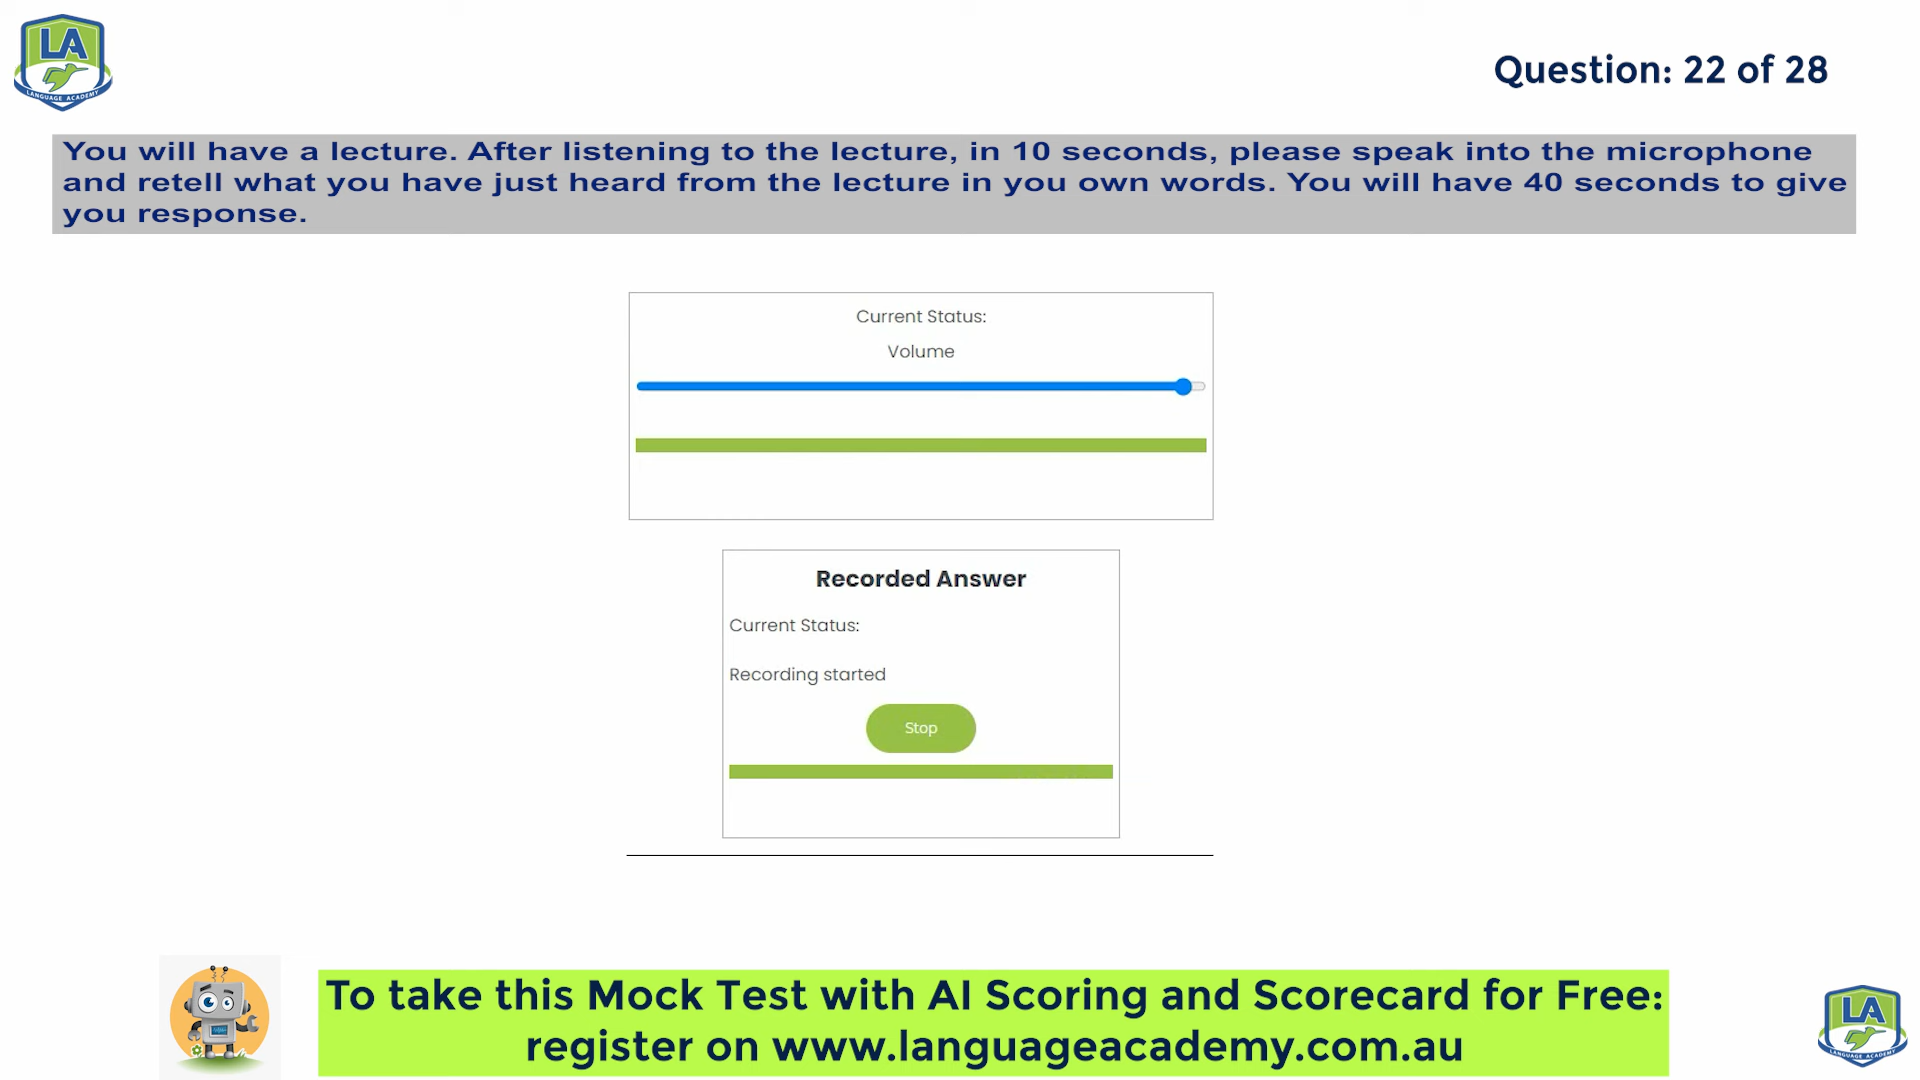 LA
LANGUAGE ACADEMY
Question: 22 of 28
You will have a lecture. After listening to the lecture, in 10 seconds, please speak into the microphone
and retell what you have just heard from the lecture in you own words. You will have 40 seconds to give
you response.
Current Status:
Volume
Recorded Answer
Current Status:
Recording started
Stop
To take this Mock Test with AI Scoring and Scorecard for Free:
register on www.languageacademy.com.au
LA
LANGUAGE ACADEMY